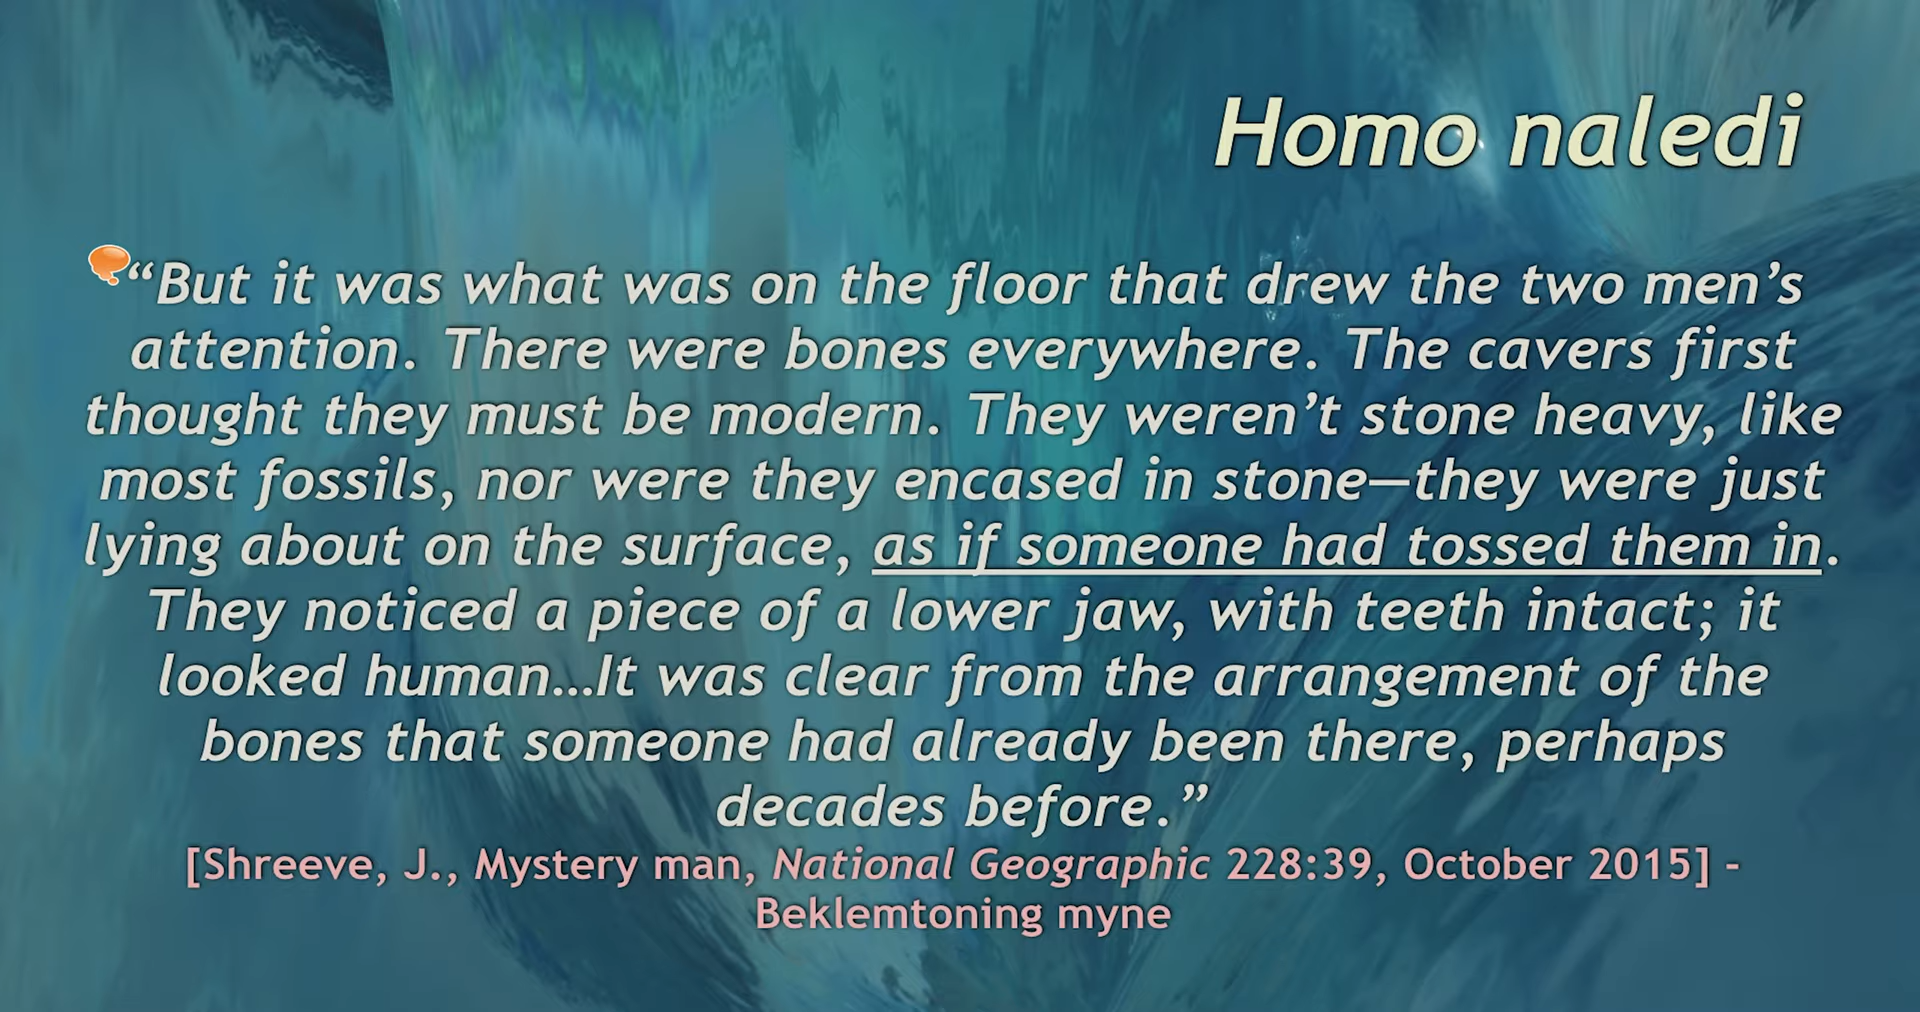 Homo naledi
“But it was what was on the floor that drew the two men’s
attention. There were bones everywhere. The cavers first
thought they must be modern. They weren’t stone heavy, like
most fossils, nor were they encased in stone—they were just
lying about on the surface, as if someone had tossed them in.
They noticed a piece of a lower jaw, with teeth intact; it
looked human…It was clear from the arrangement of the
bones that someone had already been there, perhaps
decades before.”
[Shreeve, J., Mystery man, National Geographic 228:39, October 2015] -
Beklemtoning myne